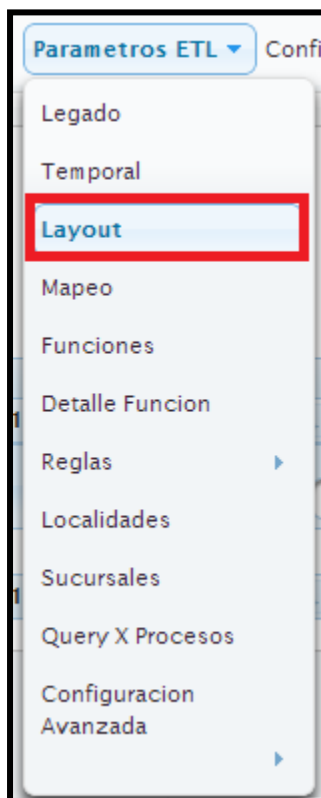 Parametros ETL Confi
Legado
Temporal
Layout
Mapeo
Funciones
Detalle Funcion
Reglas
Localidades
Sucursales
Query X Procesos
Configuracion
Avanzada